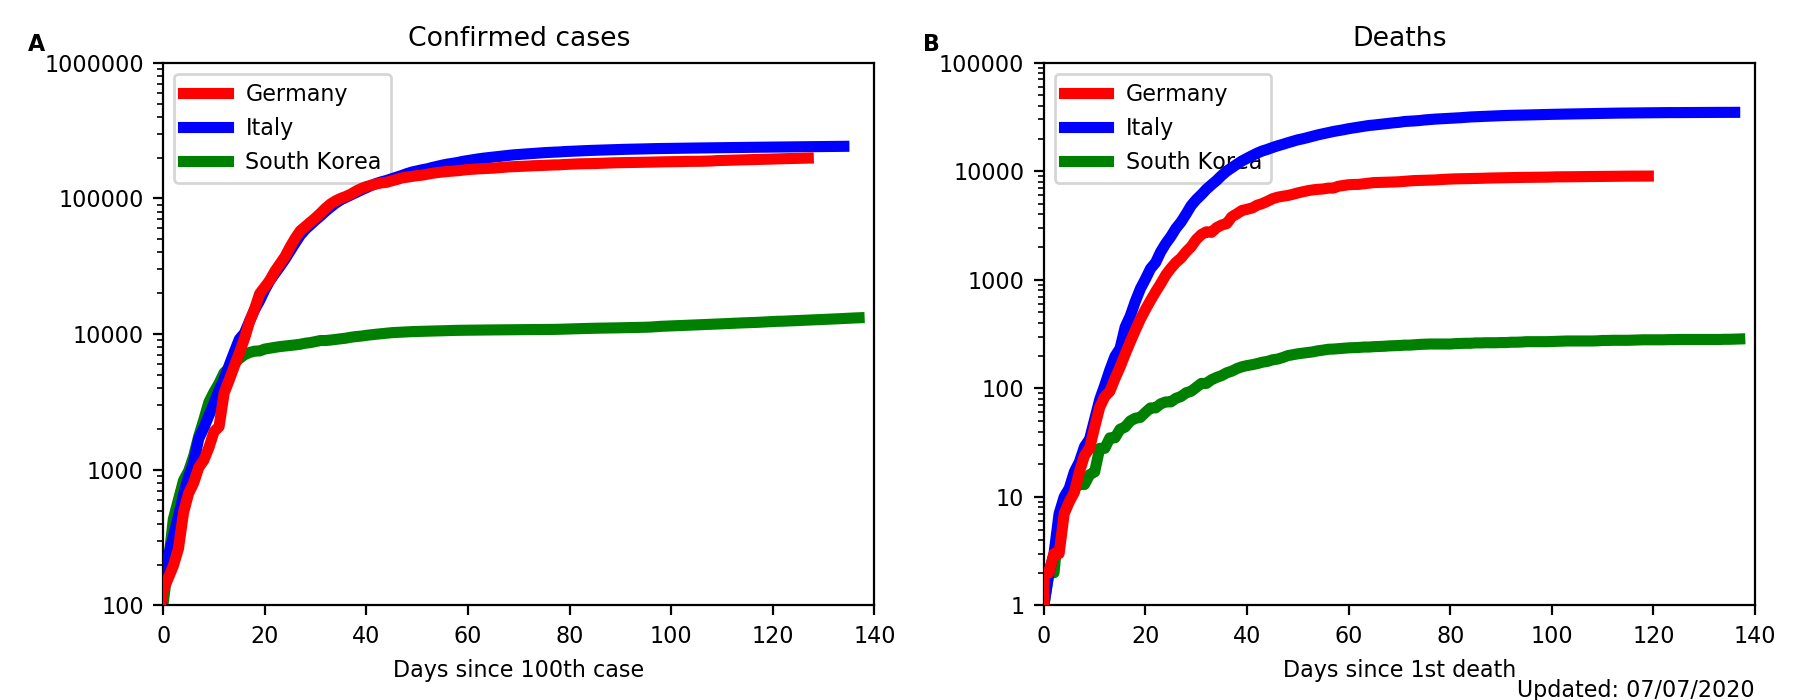 A
Confirmed cases
1000000
100000
10000
1000
100
Germany
Italy
South Korea
0 20 40 60 80 100 120 140
Days since 100th case
B
Deaths
100000
10000
1000
100
10
1
Germany
Italy
South Korea
0 20 40 60 80 100 120 140
Days since 1st death
Updated: 07/07/2020